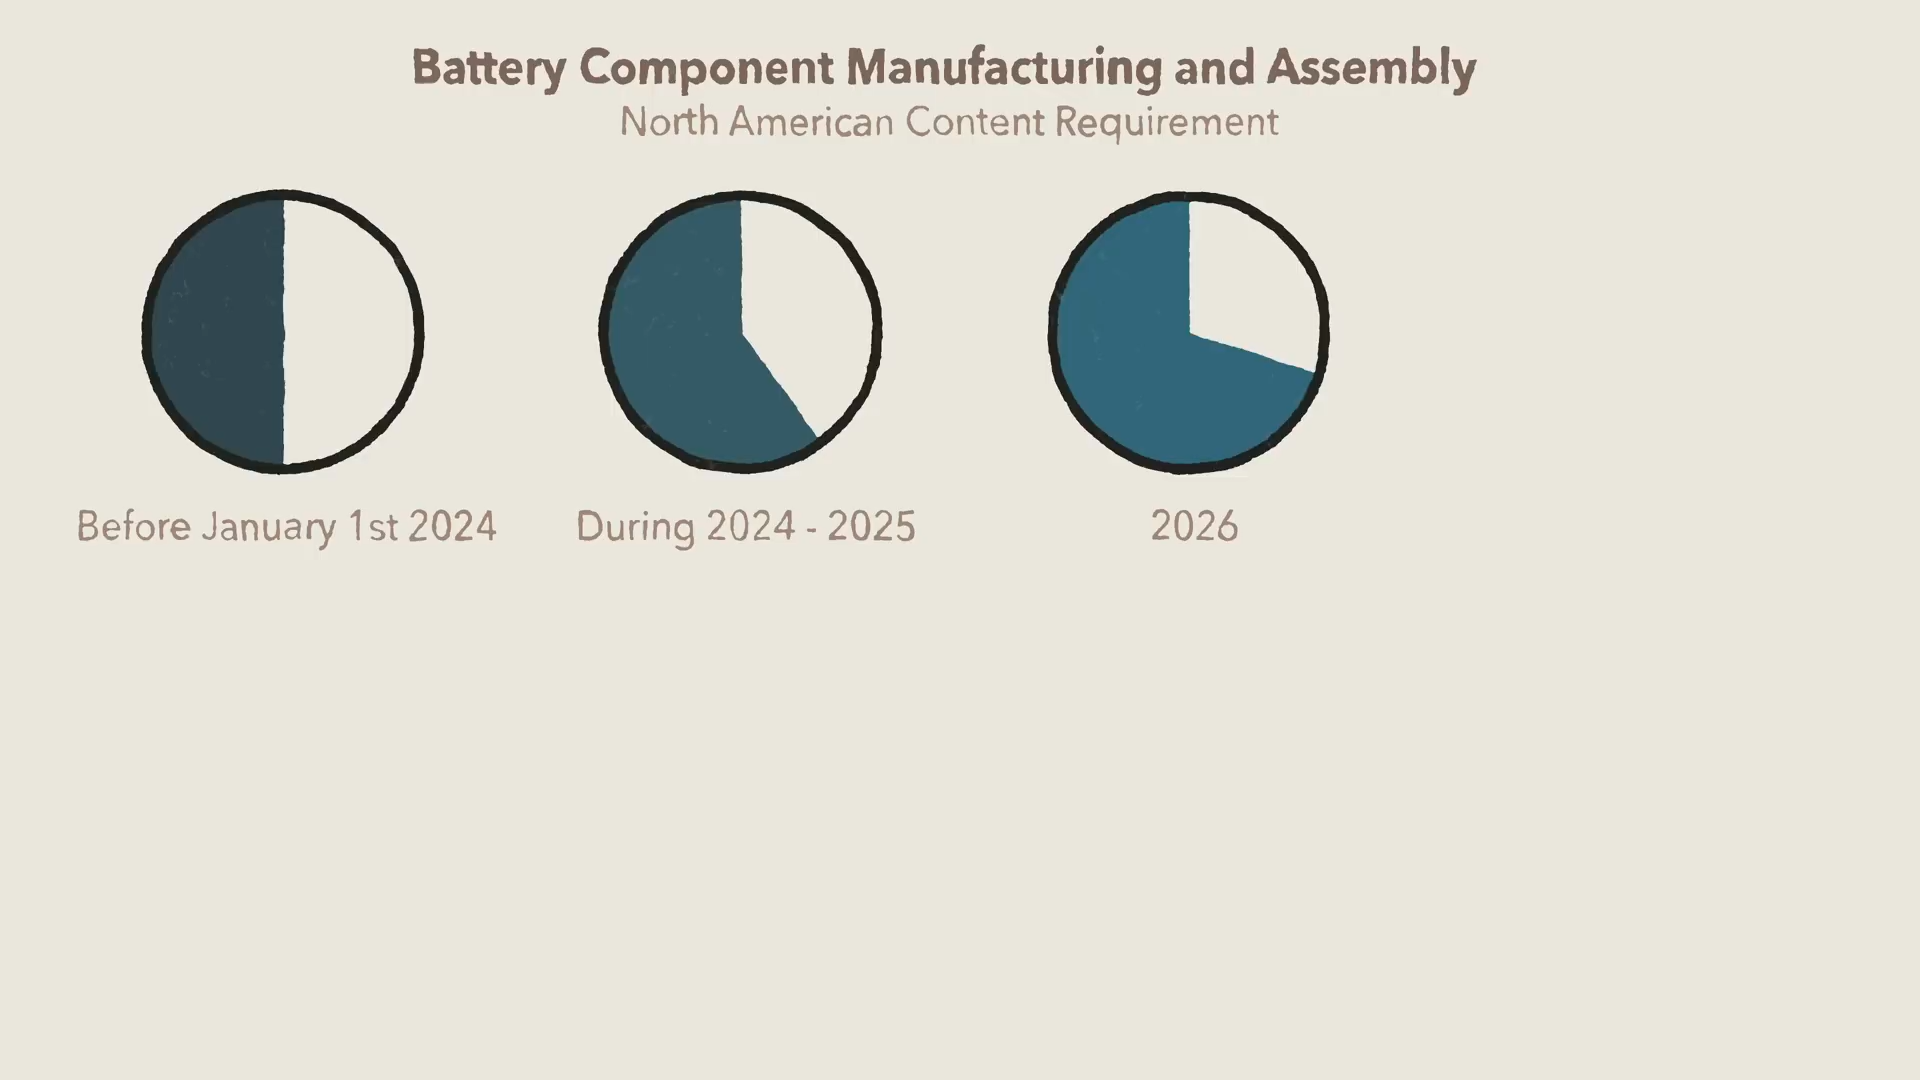 Battery Component Manufacturing and Assembly
North American Content Requirement
Before January 1st 2024
During 2024 - 2025
2026